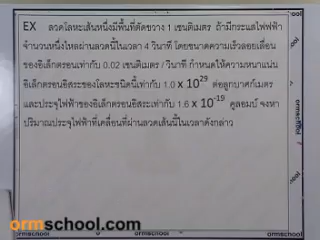 EX ลวดโลหะเส้นหนึ่งมีพื้นที่ตัดขวาง 1 เซนติเมตร ถ้ามีกระแสไฟฟ้า
จำนวนหนึ่งไหลผ่านลวดนี้ในเวลา 4 วินาที โดยขนาดความเร็วลอยเลื่อน
ของอิเล็กตรอนเท่ากับ 0.02 เซนติเมตร / วินาที กำหนดให้ความหนาแน่น
อิเล็กตรอนอิสระของโลหะชนิดนี้เท่ากับ 1.0 x 10²⁹ ต่อลูกบาศก์เมตร
และประจุไฟฟ้าของอิเล็กตรอนอิสระเท่ากับ 1.6 x 10⁻¹⁹ คูลอมบ์ จงหา
ปริมาณประจุไฟฟ้าที่เคลื่อนที่ผ่านลวดเส้นนี้ในเวลาดังกล่าว
ormschool.com
ormschool ormschool ormschool